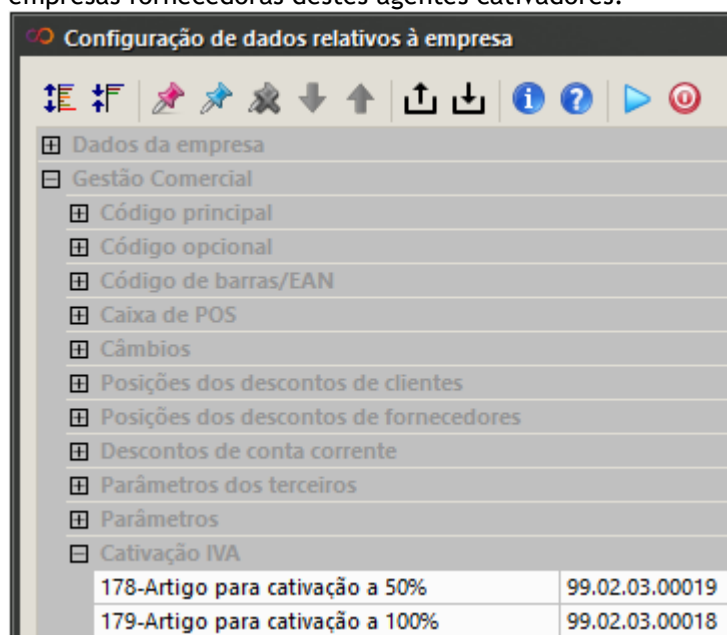 empresas fornecedoras destes agentes cativadores.
Configuração de dados relativos à empresa
Dados da empresa
Gestão Comercial
Código principal
Código opcional
Código de barras/EAN
Caixa de POS
Câmbios
Posições dos descontos de clientes
Posições dos descontos de fornecedores
Descontos de conta corrente
Parâmetros dos terceiros
Parâmetros
Cativação IVA
178-Artigo para cativação a 50% 99.02.03.00019
179-Artigo para cativação a 100% 99.02.03.00018